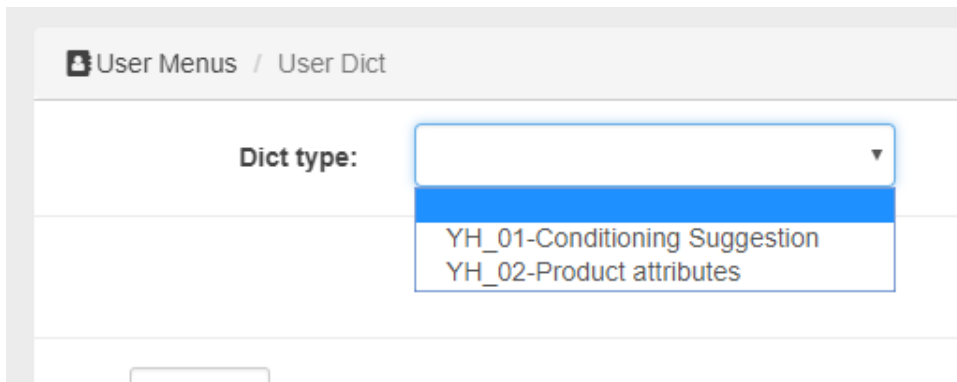 User Menus / User Dict
Dict type:
YH_01-Conditioning Suggestion
YH_02-Product attributes